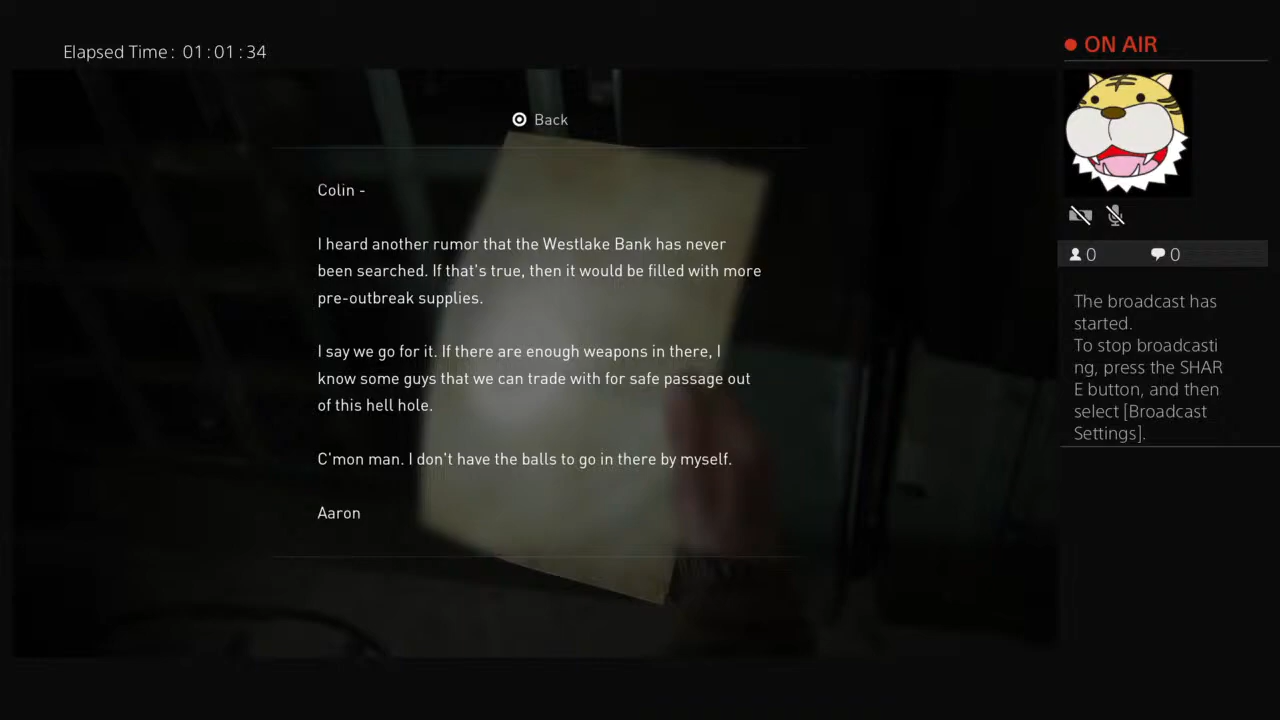 Elapsed Time: 01:01:34
ON AIR
Back
0
0
Colin -
I heard another rumor that the Westlake Bank has never
been searched. If that's true, then it would be filled with more
pre-outbreak supplies.
I say we go for it. If there are enough weapons in there, I
know some guys that we can trade with for safe passage out
of this hell hole.
C'mon man. I don't have the balls to go in there by myself.
Aaron
The broadcast has
started.
To stop broadcasti
ng, press the SHAR
E button, and then
select [Broadcast
Settings].